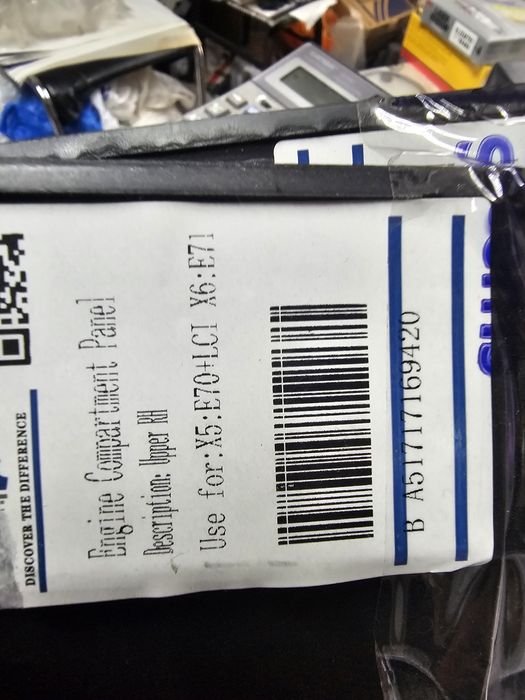 DISCOVER THE DIFFERENCE
Engine Compartment Panel
Description: Upper RH
Use for:X5:E70+LCI X6:E71
B A51717169420